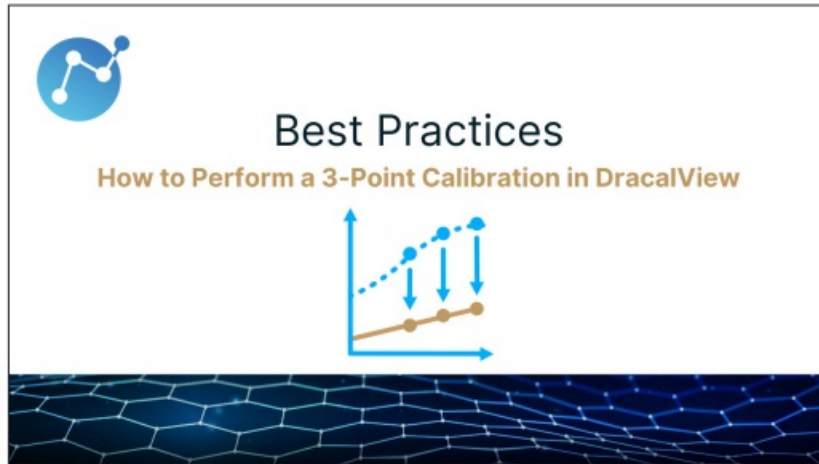 Best Practices
How to Perform a 3-Point Calibration in DracalView